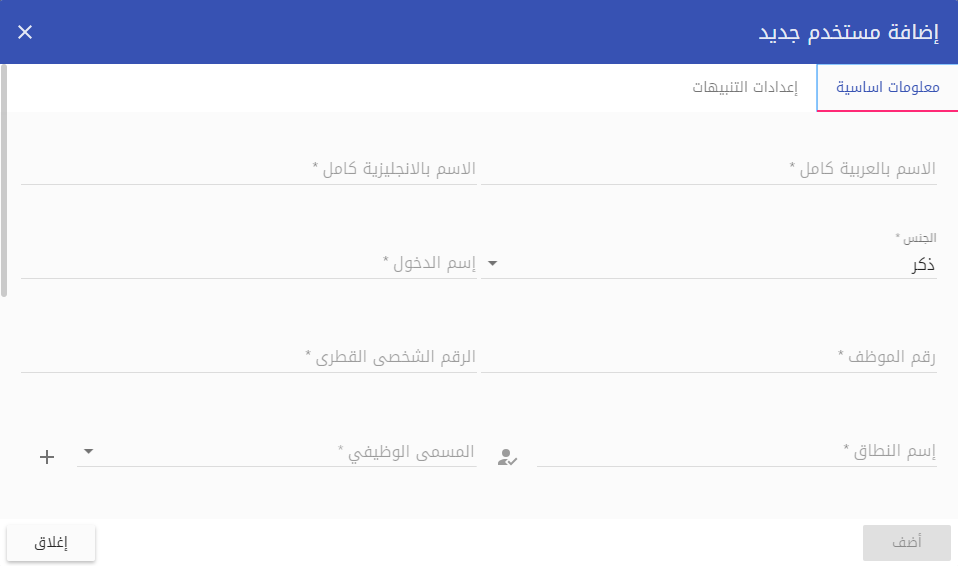 إضافة مستخدم جديد
معلومات اساسية
إعدادات التنبيهات
الاسم بالعربية كامل *
الاسم بالانجليزية كامل *
الجنس *
ذكر
إسم الدخول *
رقم الموظف *
الرقم الشخصى القطرى *
إسم النطاق *
المسمى الوظيفي *
أضف
إغلاق